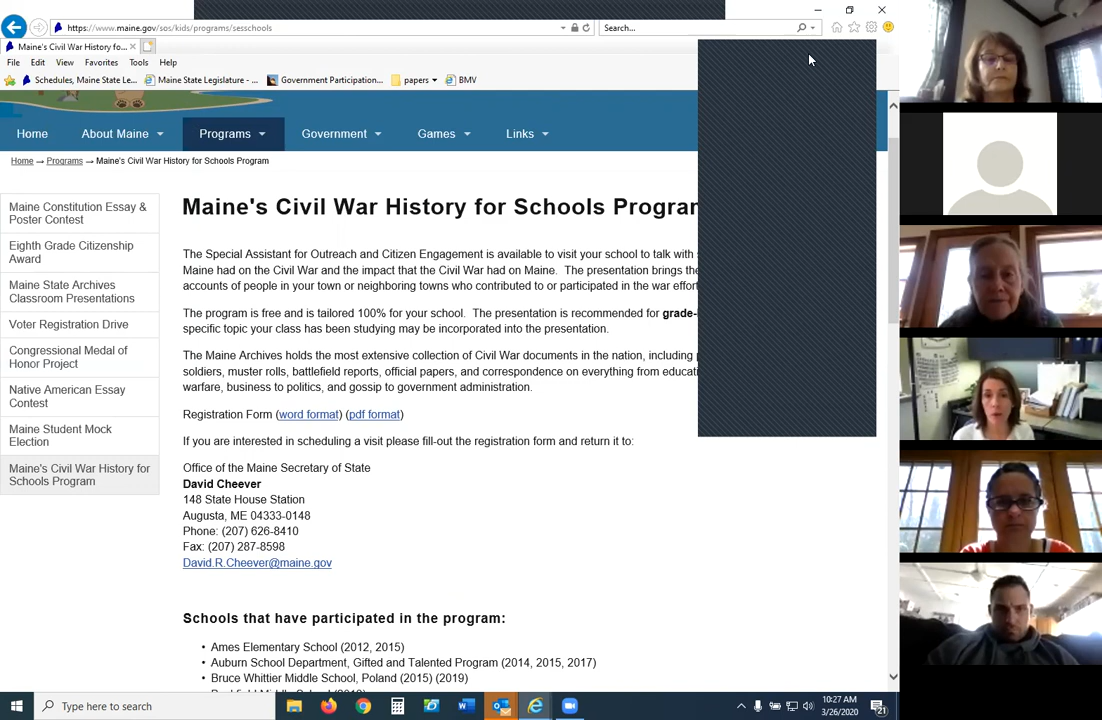 https://www.maine.gov/sos/kids/programs/sesschools
Search...
Maine's Civil War History fo...
File Edit View Favorites Tools Help
Schedules, Maine State Le... Maine State Legislature - ... Government Participation... papers BMV
Home About Maine Programs Government Games Links
Home → Programs → Maine's Civil War History for Schools Program
Maine Constitution Essay &
Poster Contest
Eighth Grade Citizenship
Award
Maine State Archives
Classroom Presentations
Voter Registration Drive
Congressional Medal of
Honor Project
Native American Essay
Contest
Maine Student Mock
Election
Maine's Civil War History for
Schools Program
Maine's Civil War History for Schools Program
The Special Assistant for Outreach and Citizen Engagement is available to visit your school to talk with
Maine had on the Civil War and the impact that the Civil War had on Maine. The presentation brings the
accounts of people in your town or neighboring towns who contributed to or participated in the war effor
The program is free and is tailored 100% for your school. The presentation is recommended for grade-
specific topic your class has been studying may be incorporated into the presentation.
The Maine Archives holds the most extensive collection of Civil War documents in the nation, including
soldiers, muster rolls, battlefield reports, official papers, and correspondence on everything from educati
warfare, business to politics, and gossip to government administration.
Registration Form (word format) (pdf format)
If you are interested in scheduling a visit please fill-out the registration form and return it to:
Office of the Maine Secretary of State
David Cheever
148 State House Station
Augusta, ME 04333-0148
Phone: (207) 626-8410
Fax: (207) 287-8598
David.R.Cheever@maine.gov
Schools that have participated in the program:
• Ames Elementary School (2012, 2015)
• Auburn School Department, Gifted and Talented Program (2014, 2015, 2017)
• Bruce Whittier Middle School, Poland (2015) (2019)
Type here to search
10:27 AM
3/26/2020
21